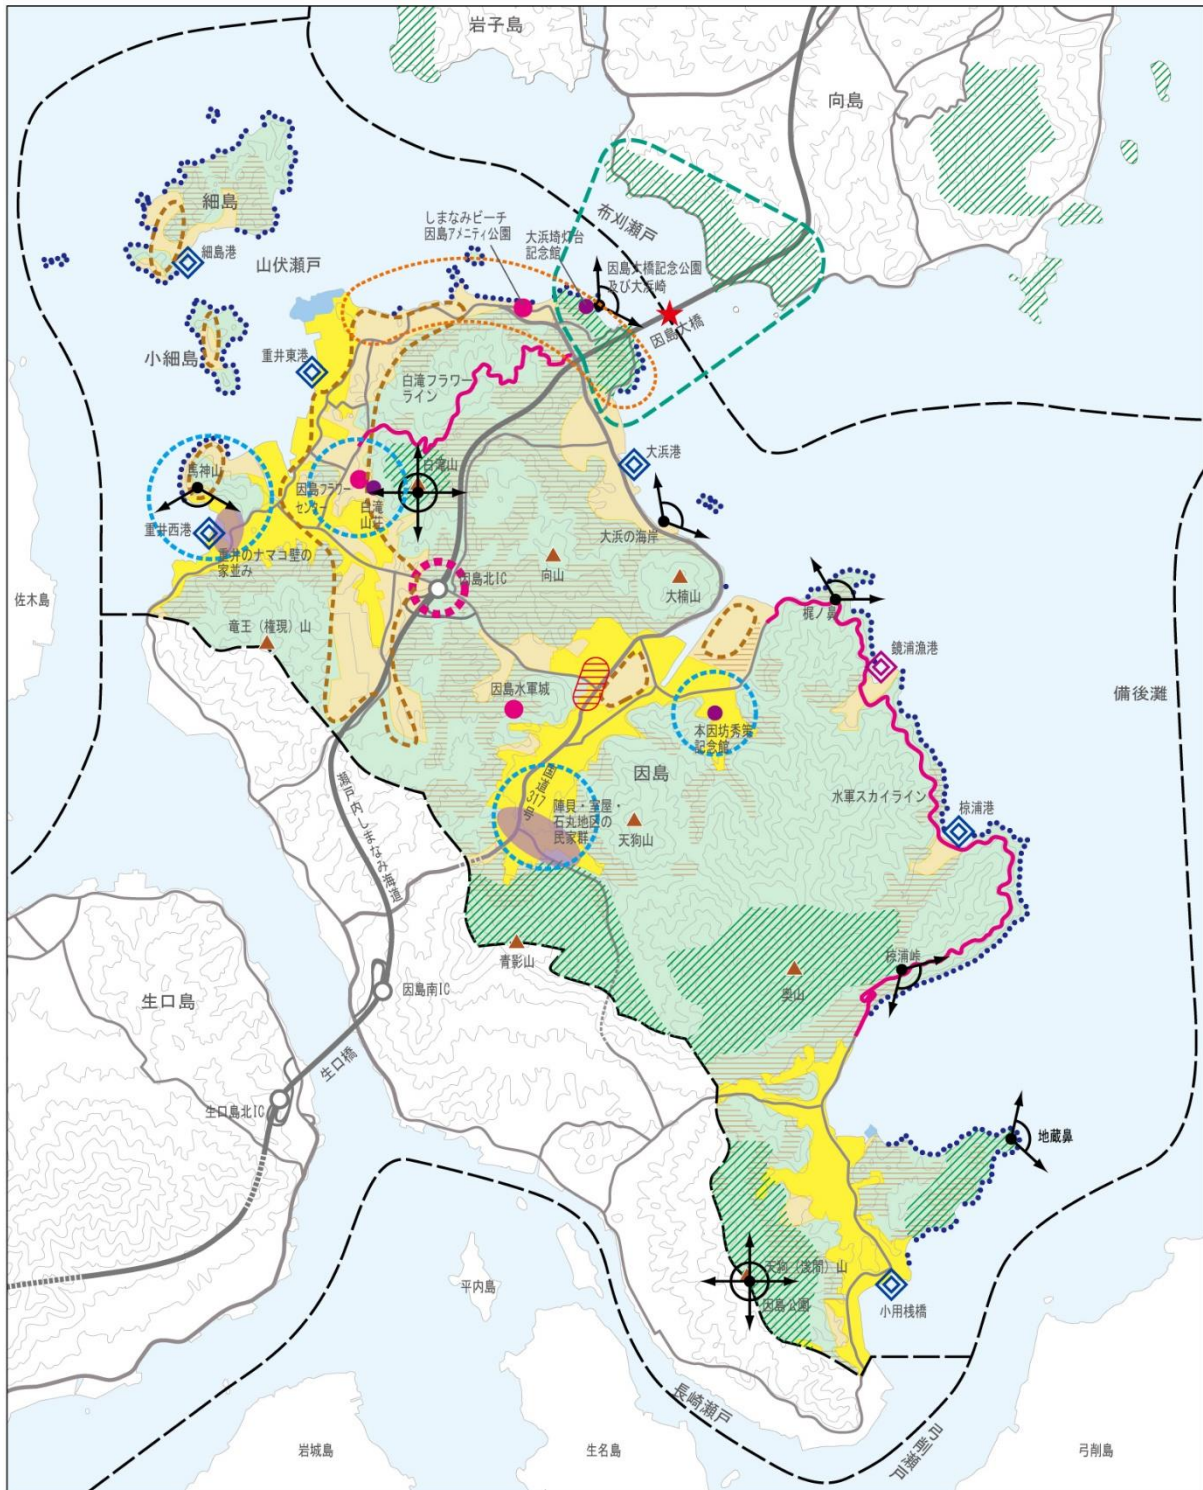 岩子島
向島
細島
細島港
山伏瀬戸
しまなみビーチ
因島アメニティ公園
大浜埼灯台
記念館
布刈瀬戸
因島大橋記念公園
及び大浜崎
因島大橋
小細島
重井東港
白滝フラワー
ライン
大浜港
馬神山
因島フラワー
センター
白滝山
白滝
山荘
重井西港
重井のナマコ壁の
家並み
大浜の海岸
佐木島
因島北IC
向山
大楠山
梶ノ鼻
竜王（権現）山
鏡浦漁港
備後灘
因島水軍城
本因坊秀策
記念館
因島
水軍スカイライン
国道
317
号
陣貝・室屋・
石丸地区の
民家群
天狗山
椋浦港
瀬戸内しまなみ海道
青影山
奥山
椋浦峠
因島南IC
生口島
生口橋
生口島北IC
地蔵鼻
平内島
天狗（浅間）山
因島公園
小用桟橋
長崎瀬戸
弓削瀬戸
岩城島
生名島
弓削島